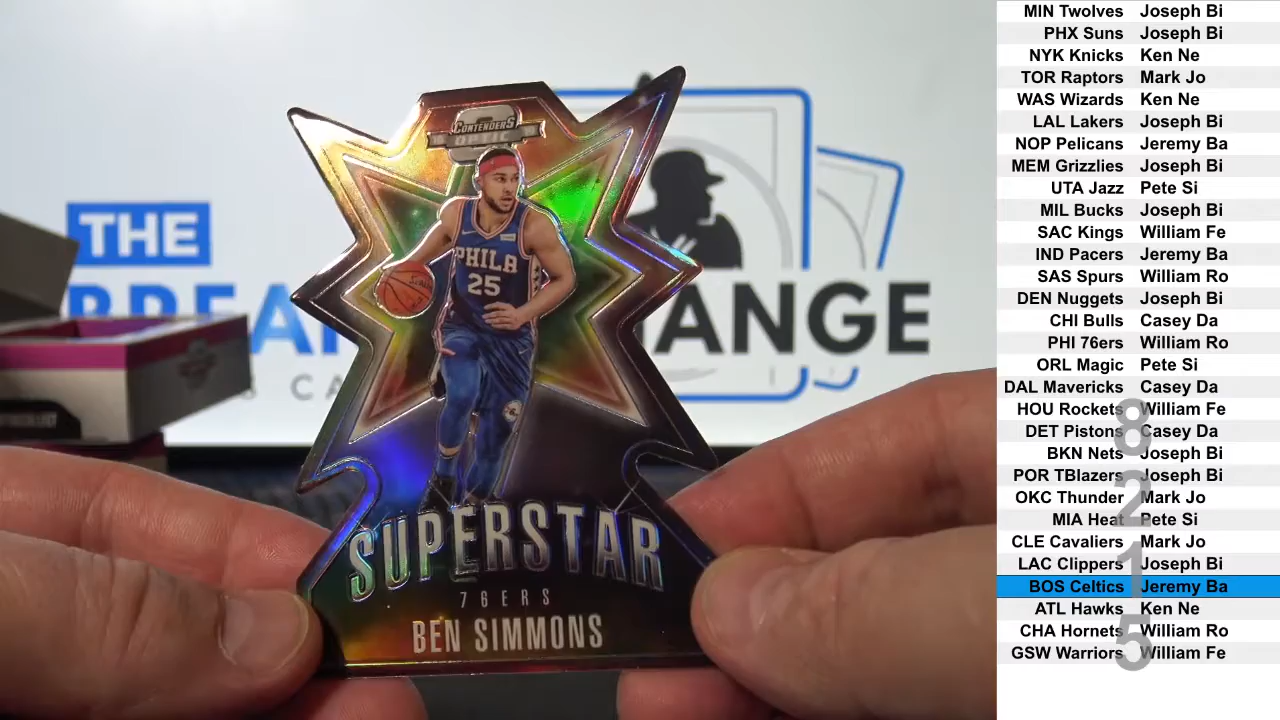 CONTENDERS
OPTIC
PHILA
25
SUPERSTAR
76ERS
BEN SIMMONS
THE
ANGE
MIN Twolves Joseph Bi
PHX Suns Joseph Bi
NYK Knicks Ken Ne
TOR Raptors Mark Jo
WAS Wizards Ken Ne
LAL Lakers Joseph Bi
NOP Pelicans Jeremy Ba
MEM Grizzlies Joseph Bi
UTA Jazz Pete Si
MIL Bucks Joseph Bi
SAC Kings William Fe
IND Pacers Jeremy Ba
SAS Spurs William Ro
DEN Nuggets Joseph Bi
CHI Bulls Casey Da
PHI 76ers William Ro
ORL Magic Pete Si
DAL Mavericks Casey Da
HOU Rockets William Fe
DET Pistons Casey Da
BKN Nets Joseph Bi
POR TBlazers Joseph Bi
OKC Thunder Mark Jo
MIA Heat Pete Si
CLE Cavaliers Mark Jo
LAC Clippers Joseph Bi
BOS Celtics Jeremy Ba
ATL Hawks Ken Ne
CHA Hornets William Ro
GSW Warriors William Fe
8
2
1
5